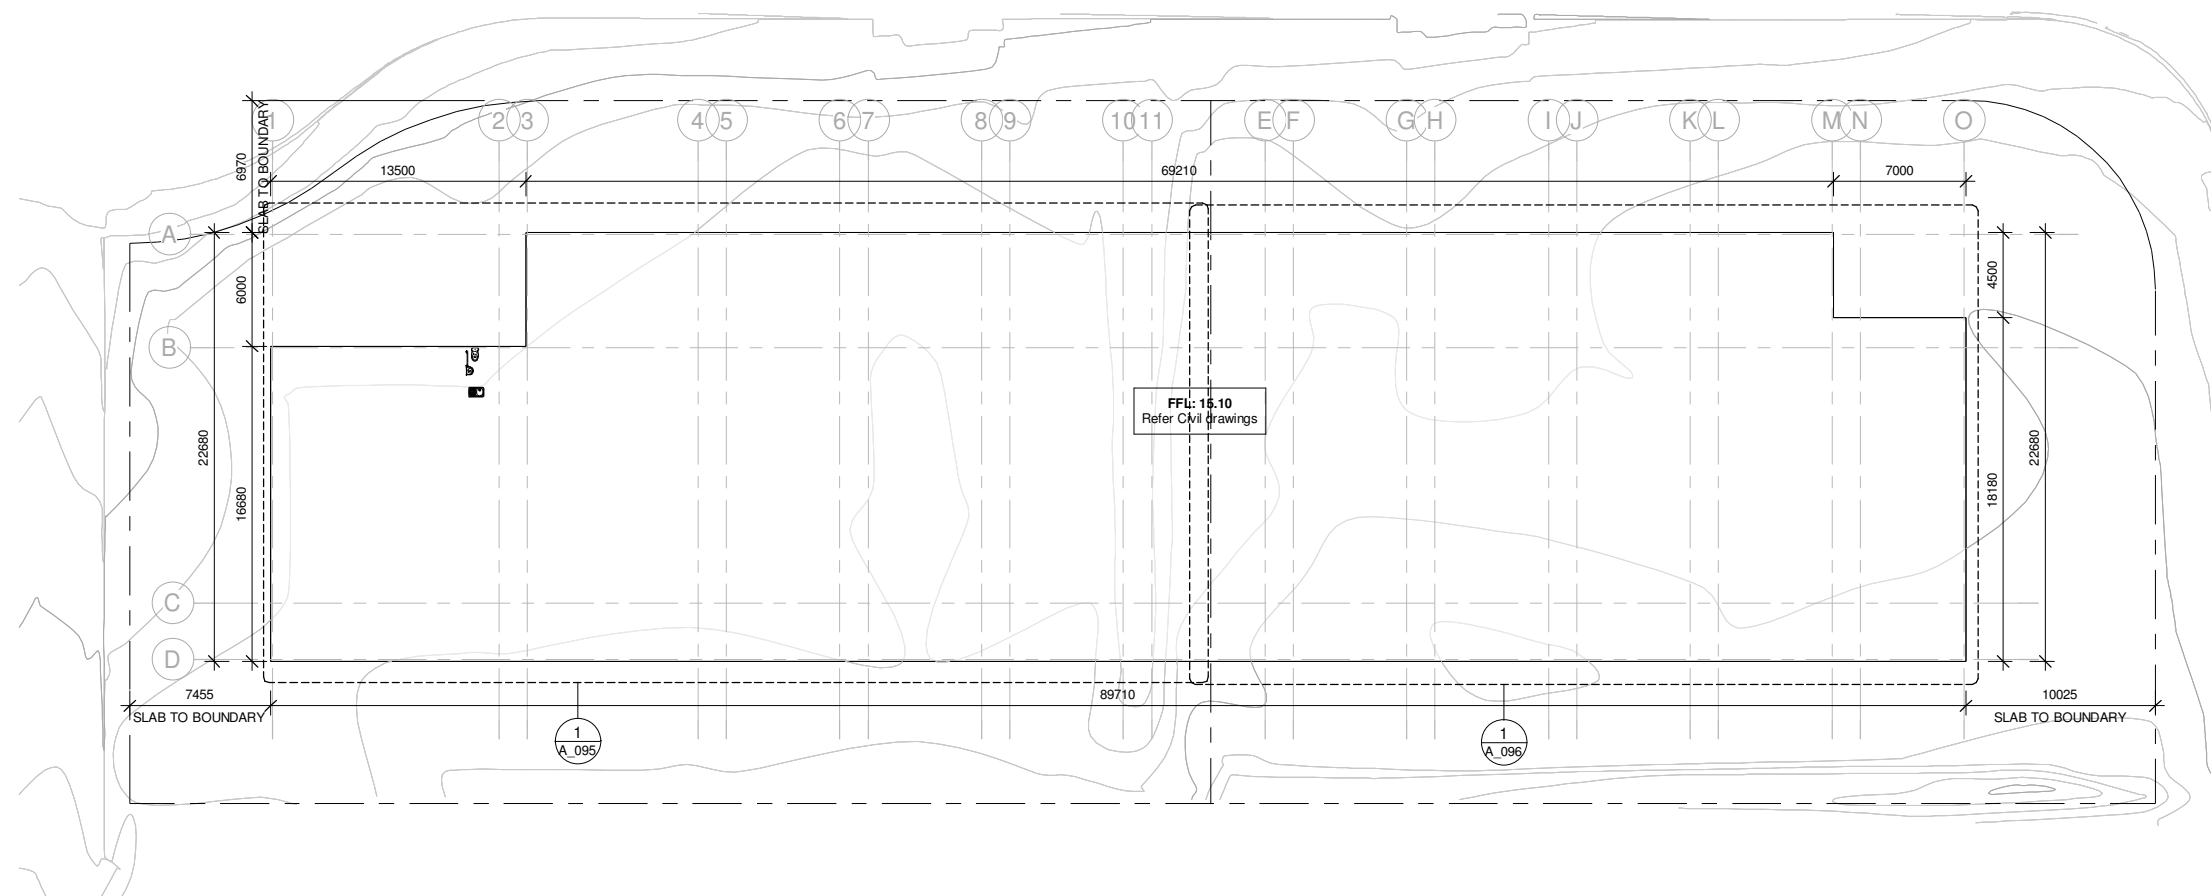 1
2
3
4
5
6
7
8
9
10
11
E
F
G
H
I
J
K
L
M
N
O
6970
SLAB TO BOUNDARY
13500
69210
7000
A
6000
4500
B
FFL: 15.10
Refer Civil drawings
22680
16680
18180
22680
C
D
7455
SLAB TO BOUNDARY
89710
10025
SLAB TO BOUNDARY
1
A_095
1
A_096